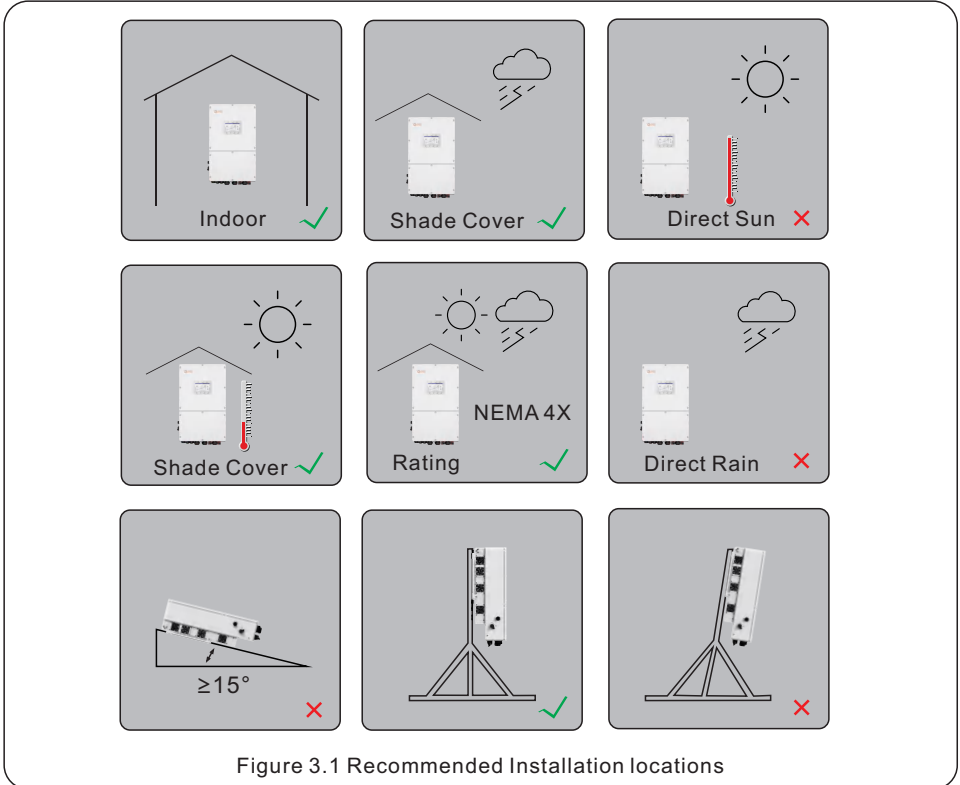 Indoor
Shade Cover
Direct Sun
Shade Cover
NEMA 4X
Rating
Direct Rain
≥15°
Figure 3.1 Recommended Installation locations